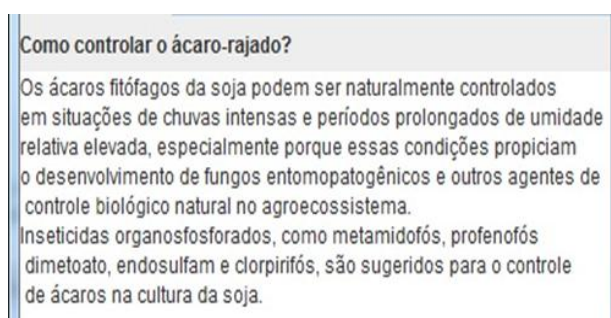 Como controlar o ácaro-rajado?
Os ácaros fitófagos da soja podem ser naturalmente controlados
em situações de chuvas intensas e períodos prolongados de umidade
relativa elevada, especialmente porque essas condições propiciam
o desenvolvimento de fungos entomopatogênicos e outros agentes de
controle biológico natural no agroecossistema.
Inseticidas organosfosforados, como metamidofós, profenofós
dimetoato, endosulfam e clorpirifós, são sugeridos para o controle
de ácaros na cultura da soja.